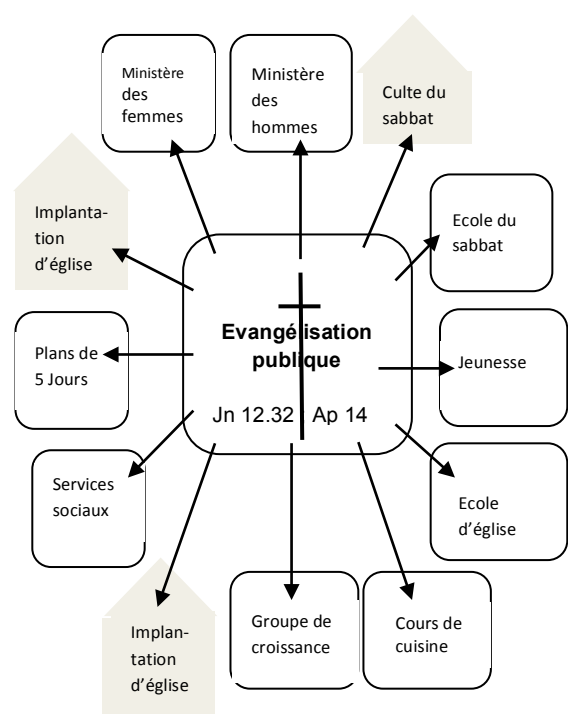 Ministère
des
femmes
Ministère
des
hommes
Culte du
sabbat
Implanta-
tion
d’église
Ecole du
sabbat
Evangélisation
publique
Jn 12.32 Ap 14
Plans de
5 Jours
Jeunesse
Services
sociaux
Ecole
d’église
Implan-
tation
d’église
Groupe de
croissance
Cours de
cuisine